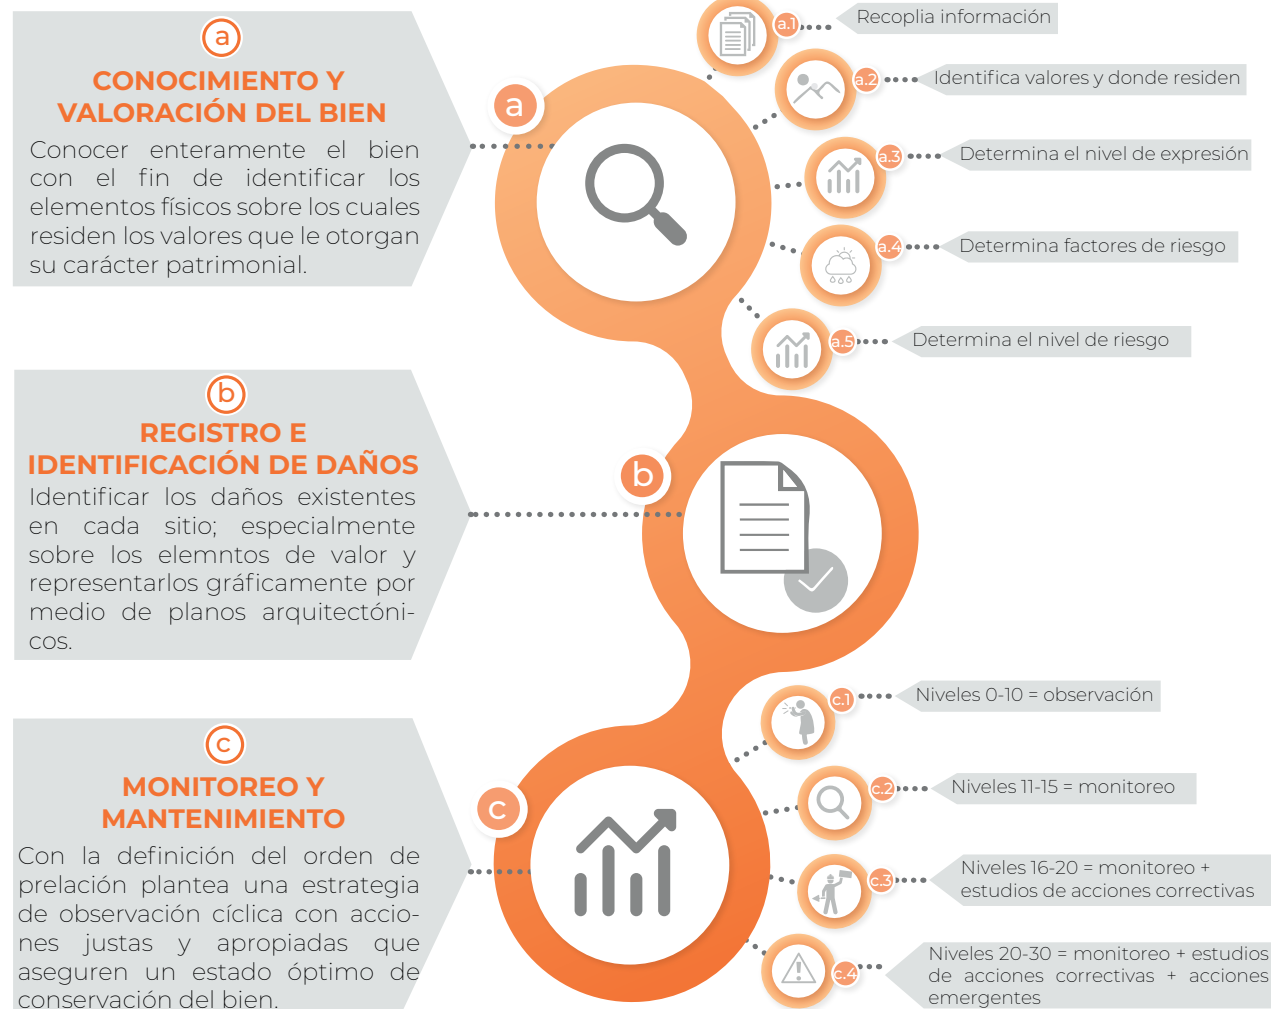 a
CONOCIMIENTO Y
VALORACIÓN DEL BIEN
Conocer enteramente el bien
con el fin de identificar los
elementos físicos sobre los cuales
residen los valores que le otorgan
su carácter patrimonial.
a
a.1
Recoplia información
a.2
Identifica valores y donde residen
a.3
Determina el nivel de expresión
a.4
Determina factores de riesgo
a.5
Determina el nivel de riesgo
b
REGISTRO E
IDENTIFICACIÓN DE DAÑOS
Identificar los daños existentes
en cada sitio; especialmente
sobre los elemntos de valor y
representarlos gráficamente por
medio de planos arquitectóni-
cos.
b
c
MONITOREO Y
MANTENIMIENTO
Con la definición del orden de
prelación plantea una estrategia
de observación cíclica con accio-
nes justas y apropiadas que
aseguren un estado óptimo de
conservación del bien.
c
c.1
Niveles 0-10 = observación
c.2
Niveles 11-15 = monitoreo
c.3
Niveles 16-20 = monitoreo +
estudios de acciones correctivas
c.4
Niveles 20-30 = monitoreo + estudios
de acciones correctivas + acciones
emergentes